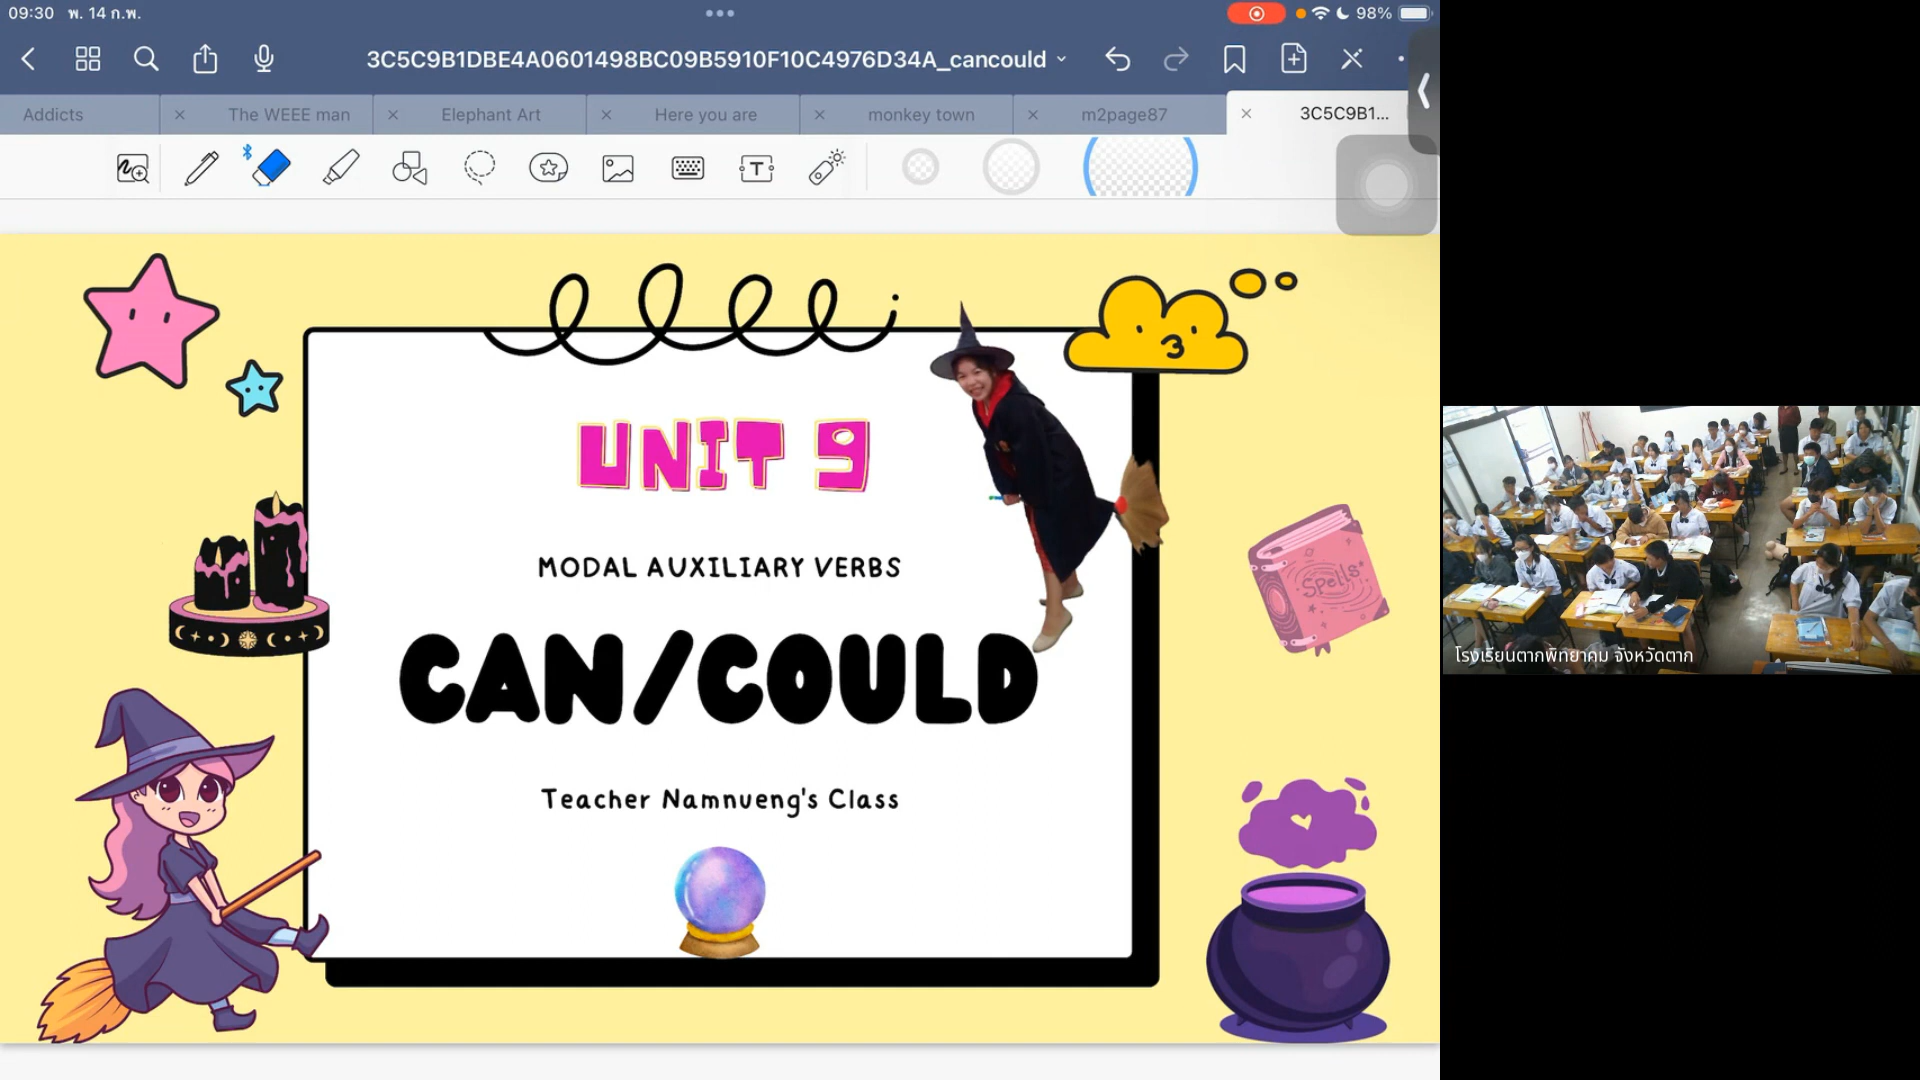 09:30 พ. 14 ก.พ.
98%
3C5C9B1DBE4A0601498BC09B5910F10C4976D34A_cancould
Addicts
The WEEE man
Elephant Art
Here you are
monkey town
m2page87
3C5C9B1...
T
UNIT 9
MODAL AUXILIARY VERBS
CAN/COULD
Teacher Namnueng's Class
Spells
โรงเรียนตากพิทยาคม จังหวัดตาก